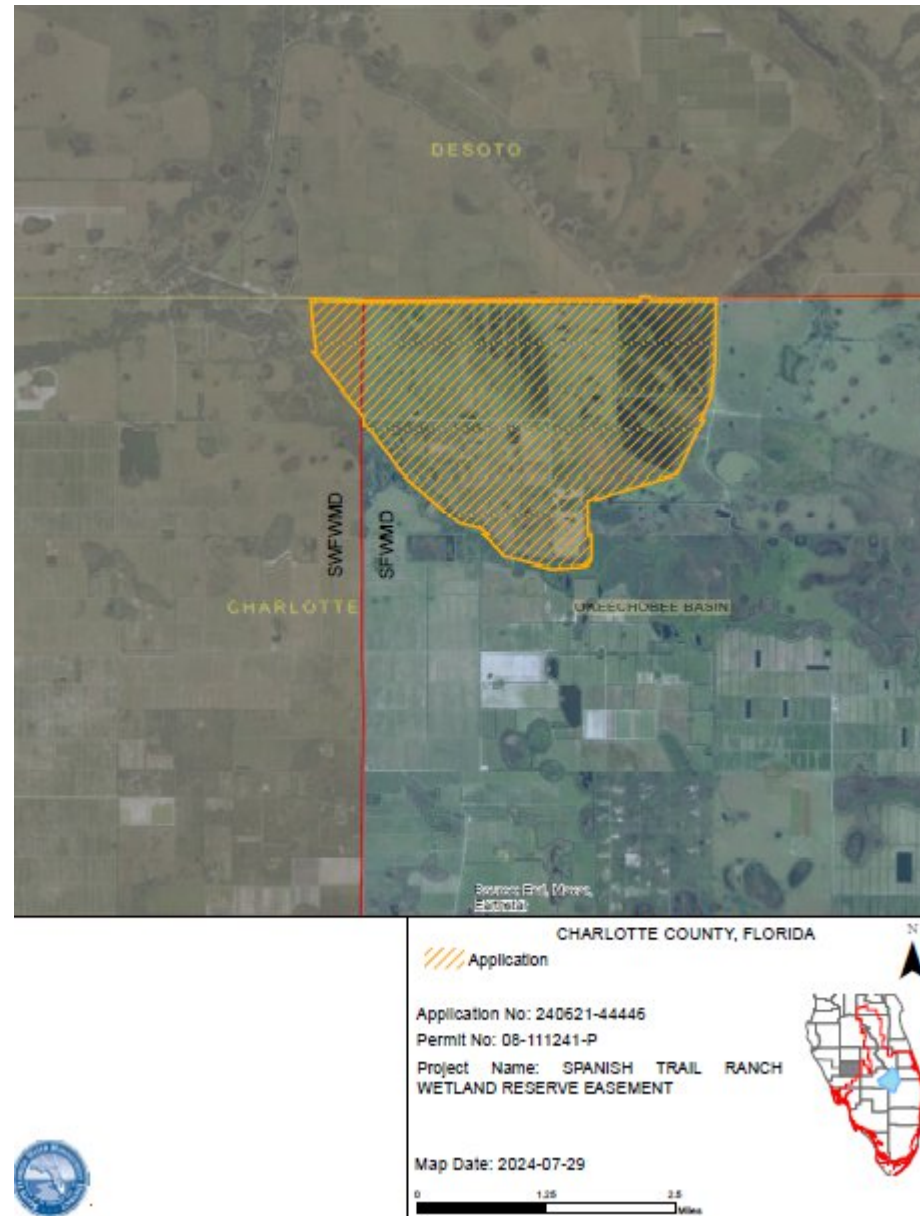 DESOTO
SWFWMD
SFWMD
CHARLOTTE
OKEECHOBEE BASIN
Source: Esri, Maxar,
CHARLOTTE COUNTY, FLORIDA
N
Application
Application No: 240621-44446
Permit No: 08-111241-P
Project Name: SPANISH TRAIL RANCH
WETLAND RESERVE EASEMENT
Map Date: 2024-07-29
0 1.25 2.5
Miles